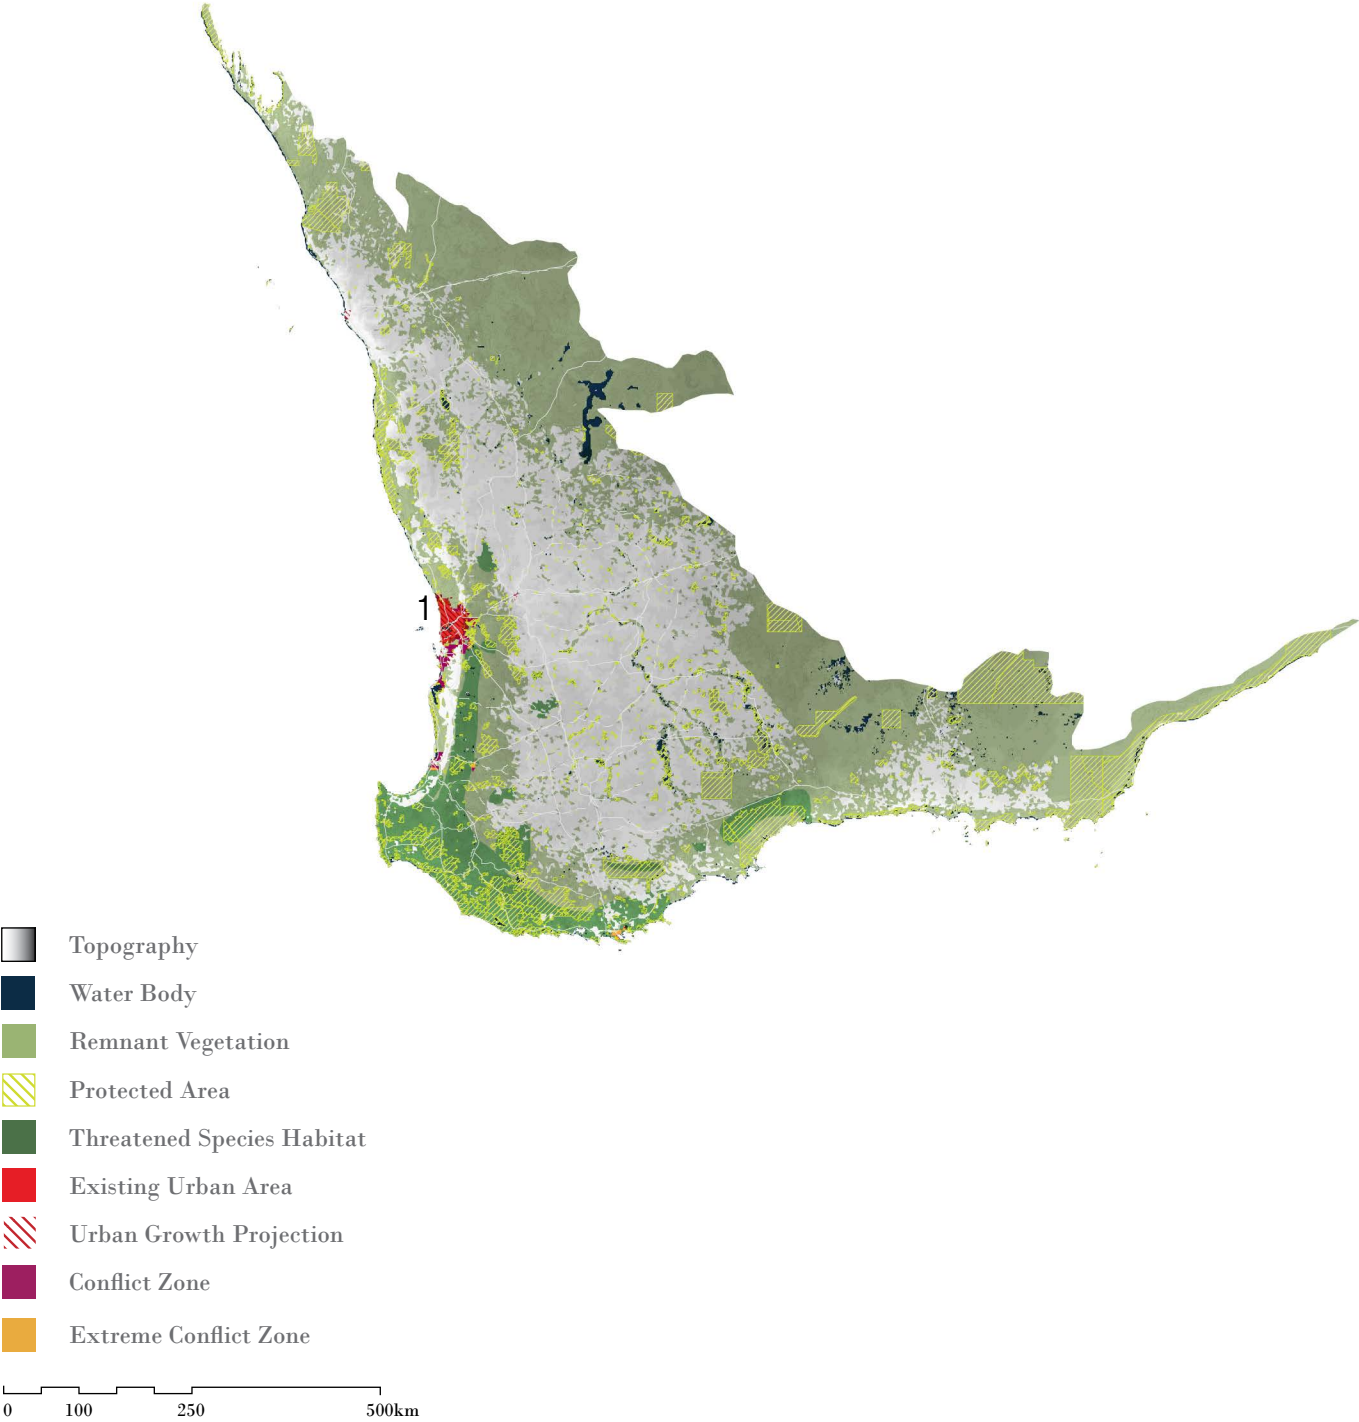 1
Topography
Water Body
Remnant Vegetation
Protected Area
Threatened Species Habitat
Existing Urban Area
Urban Growth Projection
Conflict Zone
Extreme Conflict Zone
0 100 250 500km